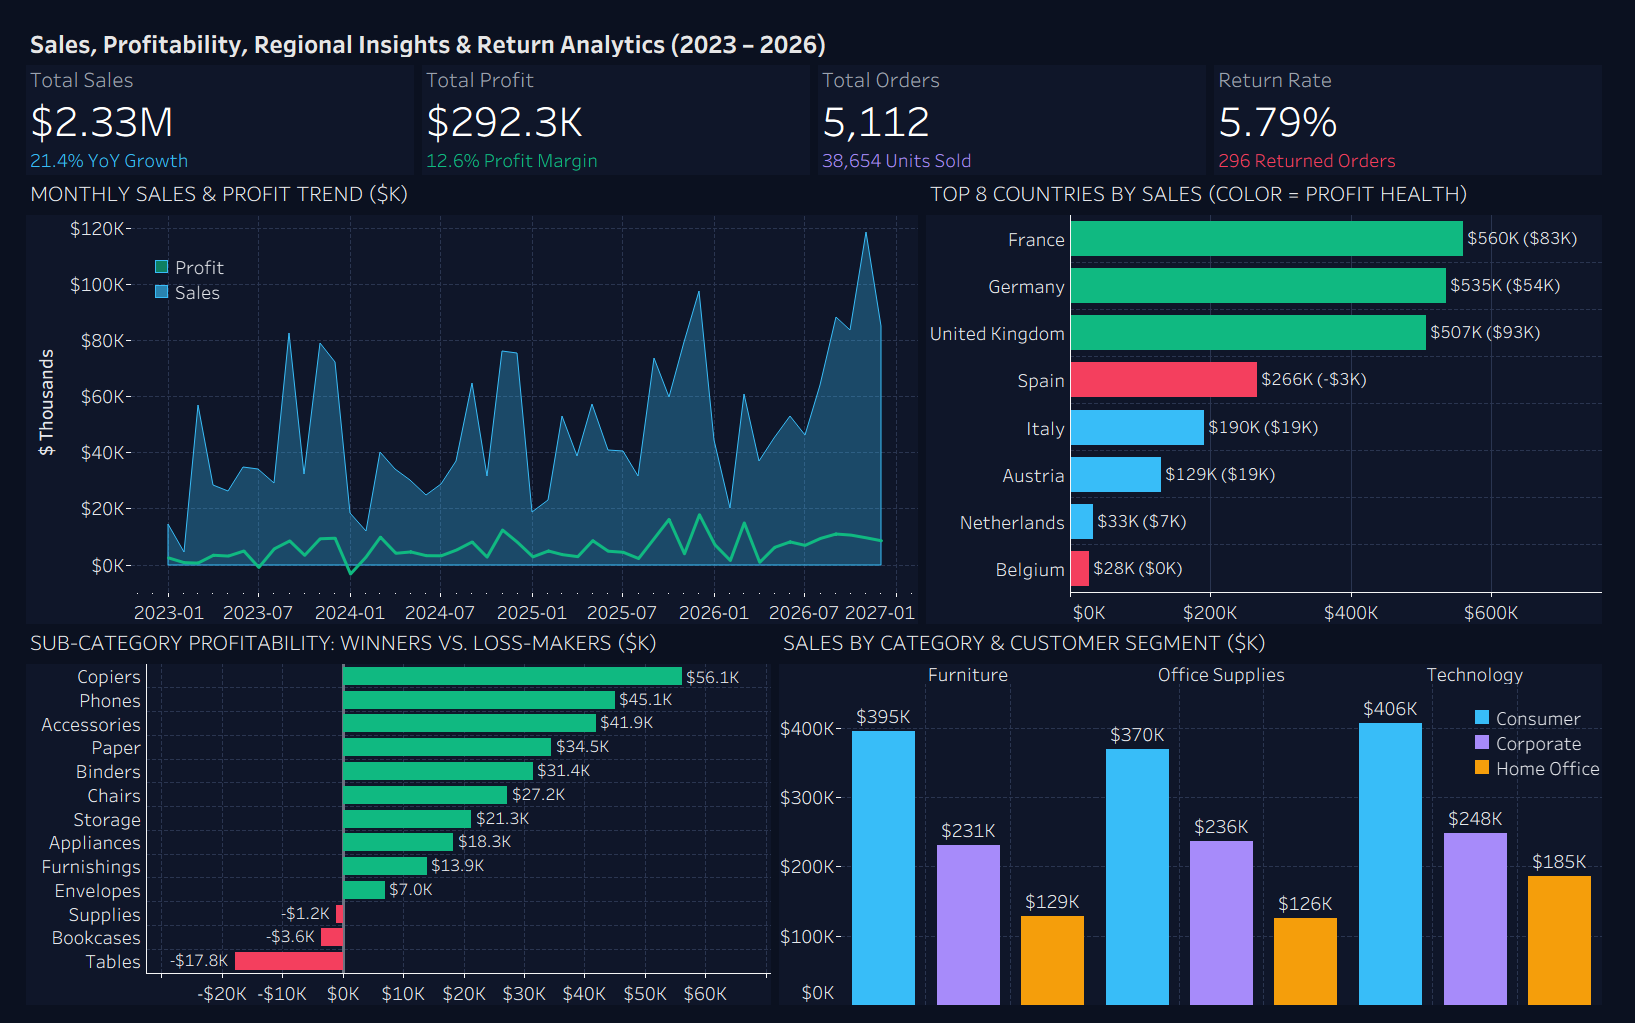 Sales, Profitability, Regional Insights & Return Analytics (2023 – 2026)
Total Sales
$2.33M
21.4% YoY Growth
Total Profit
$292.3K
12.6% Profit Margin
Total Orders
5,112
38,654 Units Sold
Return Rate
5.79%
296 Returned Orders
MONTHLY SALES & PROFIT TREND ($K)
$ Thousands
$120K
$100K
$80K
$60K
$40K
$20K
$0K
Profit
Sales
2023-01 2023-07 2024-01 2024-07 2025-01 2025-07 2026-01 2026-07 2027-01
TOP 8 COUNTRIES BY SALES (COLOR = PROFIT HEALTH)
France $560K ($83K)
Germany $535K ($54K)
United Kingdom $507K ($93K)
Spain $266K (-$3K)
Italy $190K ($19K)
Austria $129K ($19K)
Netherlands $33K ($7K)
Belgium $28K ($0K)
$0K $200K $400K $600K
SUB-CATEGORY PROFITABILITY: WINNERS VS. LOSS-MAKERS ($K)
Copiers $56.1K
Phones $45.1K
Accessories $41.9K
Paper $34.5K
Binders $31.4K
Chairs $27.2K
Storage $21.3K
Appliances $18.3K
Furnishings $13.9K
Envelopes $7.0K
Supplies -$1.2K
Bookcases -$3.6K
Tables -$17.8K
-$20K -$10K $0K $10K $20K $30K $40K $50K $60K
SALES BY CATEGORY & CUSTOMER SEGMENT ($K)
Furniture Office Supplies Technology
$400K
$300K
$200K
$100K
$0K
$395K
$231K
$129K
$370K
$236K
$126K
$406K
$248K
$185K
Consumer
Corporate
Home Office